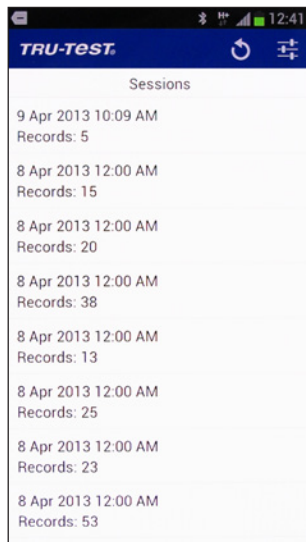 H+
12:41
TRU-TEST®
Sessions
9 Apr 2013 10:09 AM
Records: 5
8 Apr 2013 12:00 AM
Records: 15
8 Apr 2013 12:00 AM
Records: 20
8 Apr 2013 12:00 AM
Records: 38
8 Apr 2013 12:00 AM
Records: 13
8 Apr 2013 12:00 AM
Records: 25
8 Apr 2013 12:00 AM
Records: 23
8 Apr 2013 12:00 AM
Records: 53